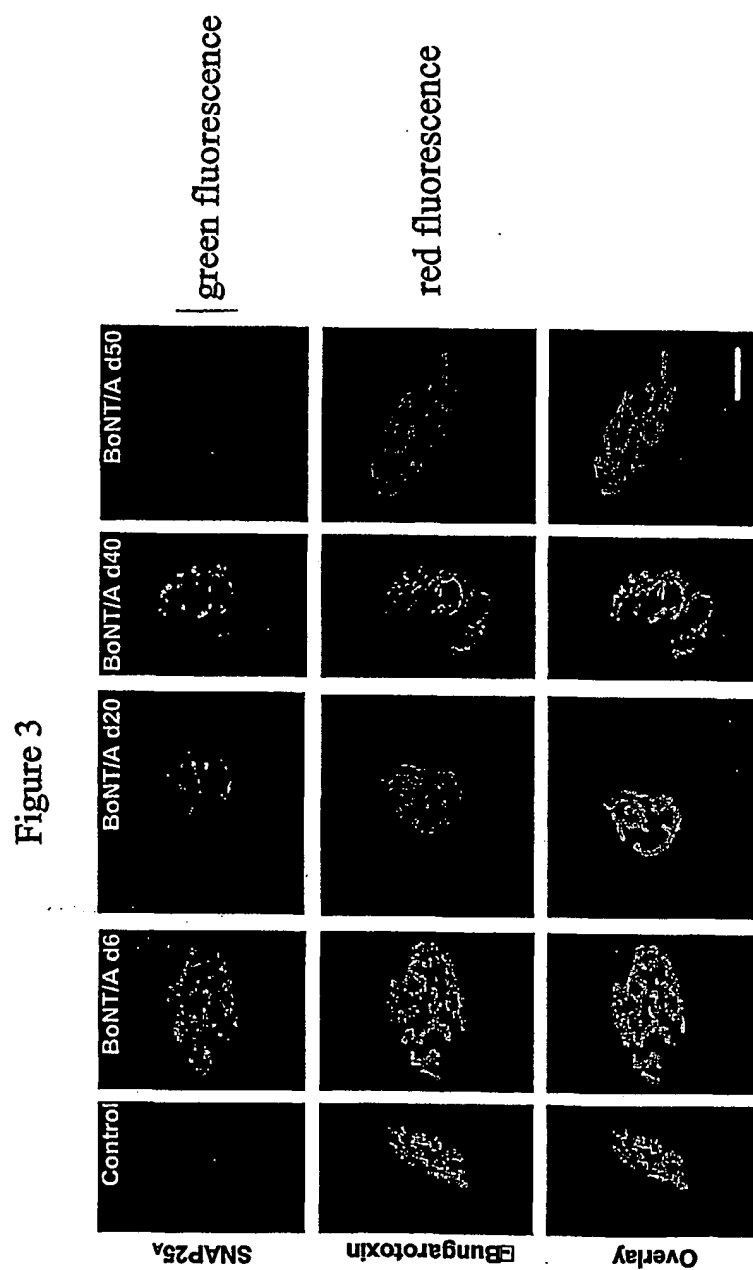 Figure 3
Control
BoNT/A d6
BoNT/A d20
BoNT/A d40
BoNT/A d50
SNAP25A
green fluorescence
⊟Bungarotoxin
red fluorescence
Overlay